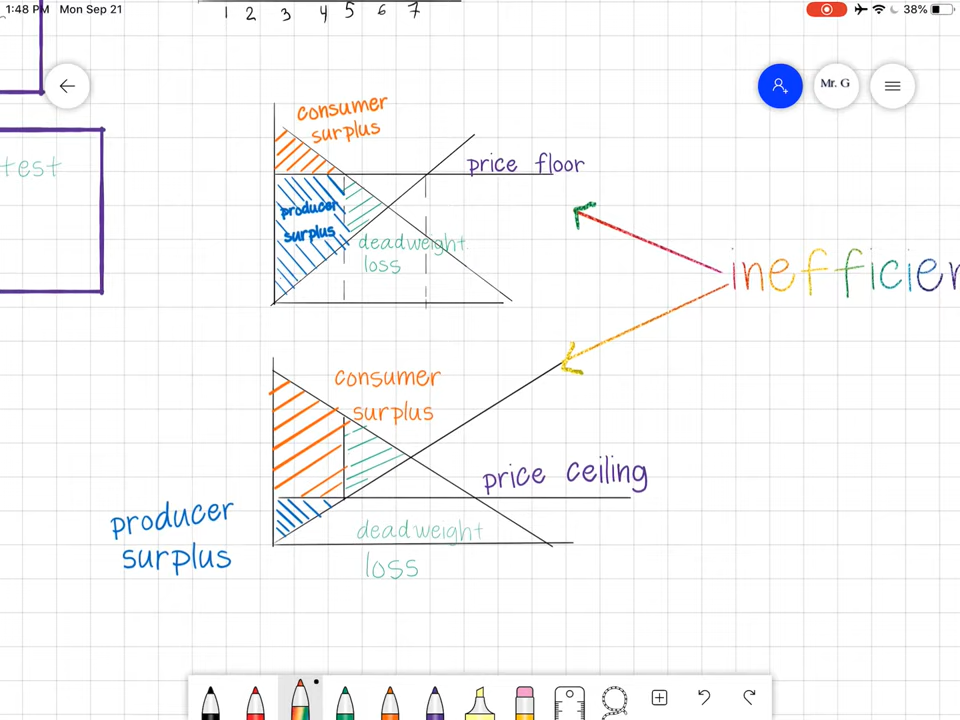 1:48 PM Mon Sep 21
38%
1 2 3 4 5 6 7
Mr. G
test
consumer
surplus
price floor
producer
surplus
deadweight
loss
inefficien
consumer
surplus
price ceiling
producer
surplus
deadweight
loss